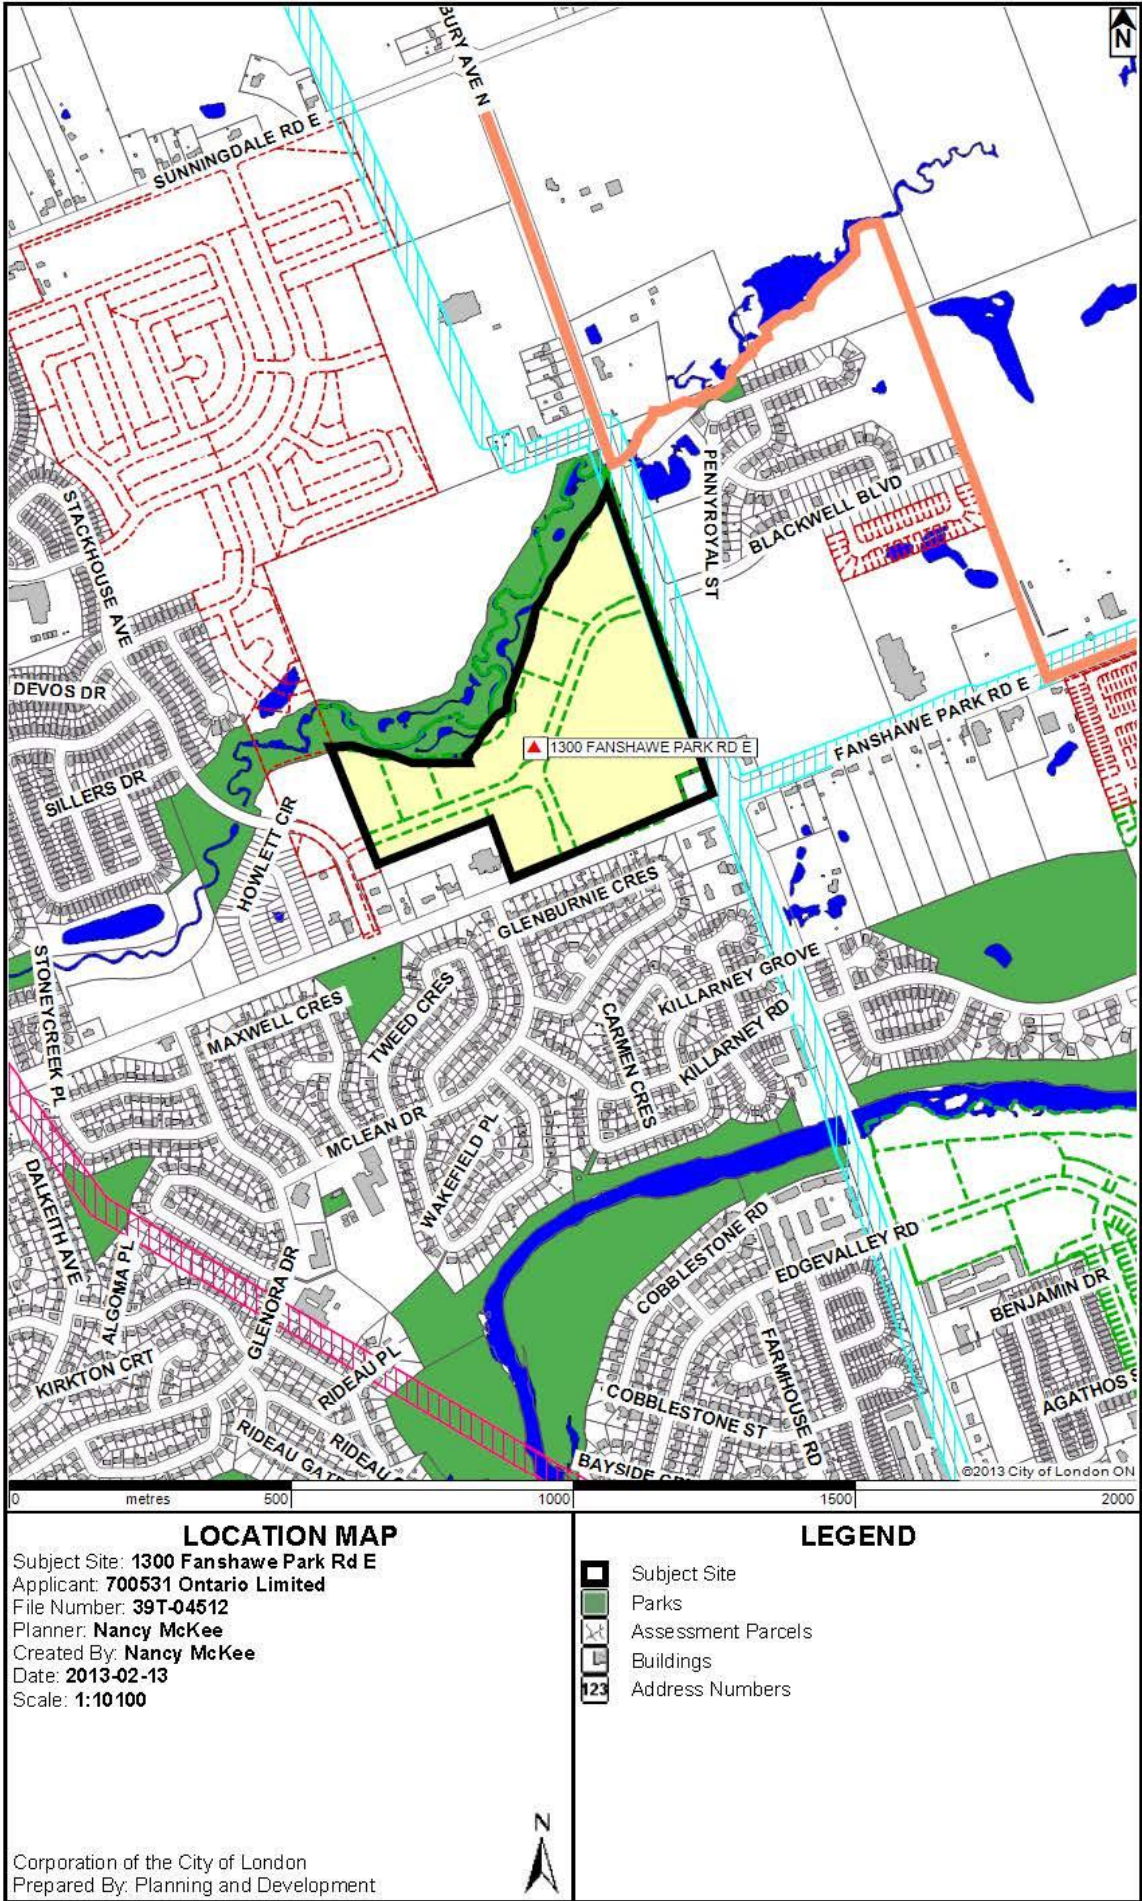 N
BURY AVE N
SUNNINGDALE RD E
STACKHOUSE AVE
PENNYROYAL ST
BLACKWELL BLVD
DEVOS DR
FANSHAWE PARK RD E
1300 FANSHAWE PARK RD E
SILLERS DR
HOWLETT CIR
GLENBURNIE CRES
STONEYCREEK PL
KILLARNEY GROVE
MAXWELL CRES
TWEED CRES
CARMEN CRES
KILLARNEY RD
MCLEAN DR
WAKEFIELD PL
DALKEITH AVE
COBBLESTONE RD
EDGEVALLEY RD
ALGOMA PL
GLENORA DR
BENJAMIN DR
KIRKTON CRT
RIDEAU PL
FARMHOUSE RD
AGATHOS S
COBBLESTONE ST
RIDEAU GATE
RIDEAU
BAYSIDE
©2013 City of London ON
0 metres 500 1000 1500 2000
LOCATION MAP
Subject Site: 1300 Fanshawe Park Rd E
Applicant: 700531 Ontario Limited
File Number: 39T-04512
Planner: Nancy McKee
Created By: Nancy McKee
Date: 2013-02-13
Scale: 1:10100
N
Corporation of the City of London
Prepared By: Planning and Development
LEGEND
Subject Site
Parks
Assessment Parcels
Buildings
123 Address Numbers